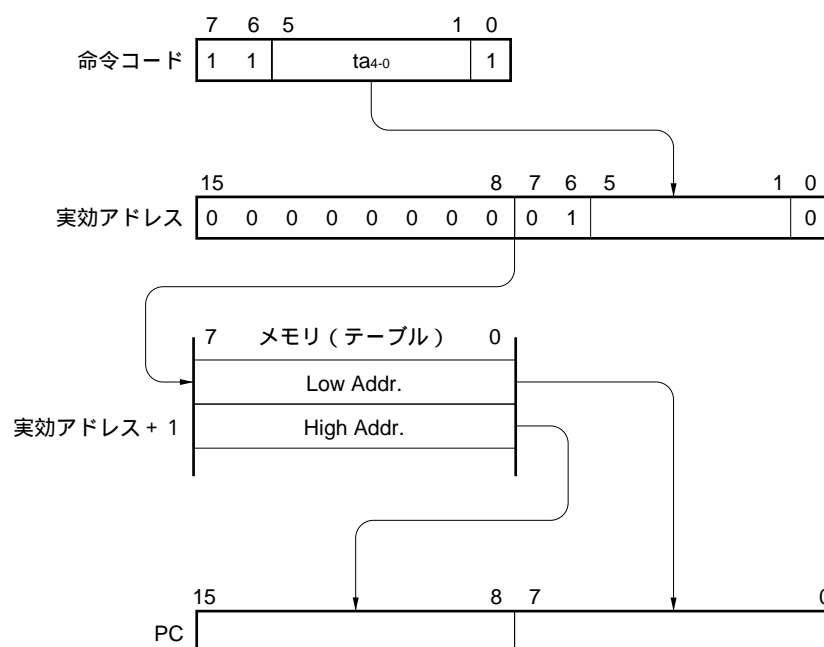 7 6 5 1 0
命令コード 1 1 ta4-0 1
15 8 7 6 5 1 0
実効アドレス 0 0 0 0 0 0 0 0 0 1 0
7 メモリ（テーブル） 0
Low Addr.
実効アドレス + 1 High Addr.
15 8 7 0
PC